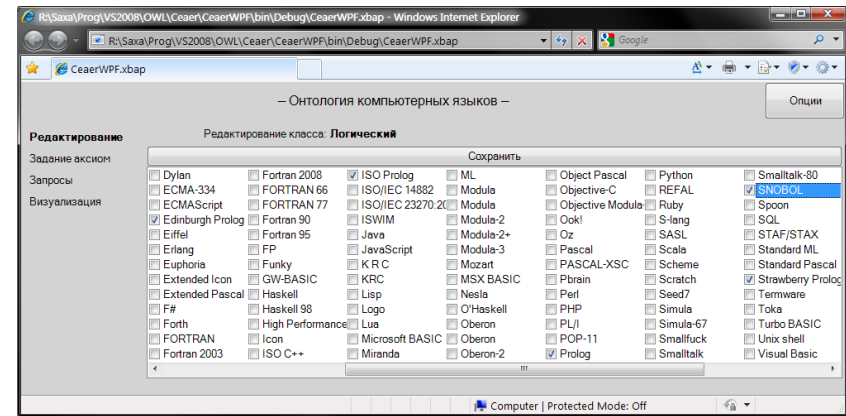 R:\Saxa\Prog\VS2008\OWL\Ceaer\CeaerWPF\bin\Debug\CeaerWPF.xbap - Windows Internet Explorer
R:\Saxa\Prog\VS2008\OWL\Ceaer\CeaerWPF\bin\Debug\CeaerWPF.xbap Google
CeaerWPF.xbap
– Онтология компьютерных языков – Опции
Редактирование Редактирование класса: Логический
Задание аксиом Сохранить
Запросы
Визуализация
Dylan Fortran 2008 ISO Prolog ML Object Pascal Python Smalltalk-80
ECMA-334 FORTRAN 66 ISO/IEC 14882 Modula Objective-C REFAL SNOBOL
ECMAScript FORTRAN 77 ISO/IEC 23270:20 Modula Objective Modula- Ruby Spoon
Edinburgh Prolog Fortran 90 ISWIM Modula-2 Ook! S-lang SQL
Eiffel Fortran 95 Java Modula-2+ Oz SASL STAF/STAX
Erlang FP JavaScript Modula-3 Pascal Scala Standard ML
Euphoria Funky K R C Mozart PASCAL-XSC Scheme Standard Pascal
Extended Icon GW-BASIC KRC MSX BASIC Pbrain Scratch Strawberry Prolog
Extended Pascal Haskell Lisp Nesla Perl Seed7 Termware
F# Haskell 98 Logo O'Haskell PHP Simula Toka
Forth High Performance Lua Oberon PL/I Simula-67 Turbo BASIC
FORTRAN Icon Microsoft BASIC Oberon POP-11 Smallfuck Unix shell
Fortran 2003 ISO C++ Miranda Oberon-2 Prolog Smalltalk Visual Basic
Computer | Protected Mode: Off